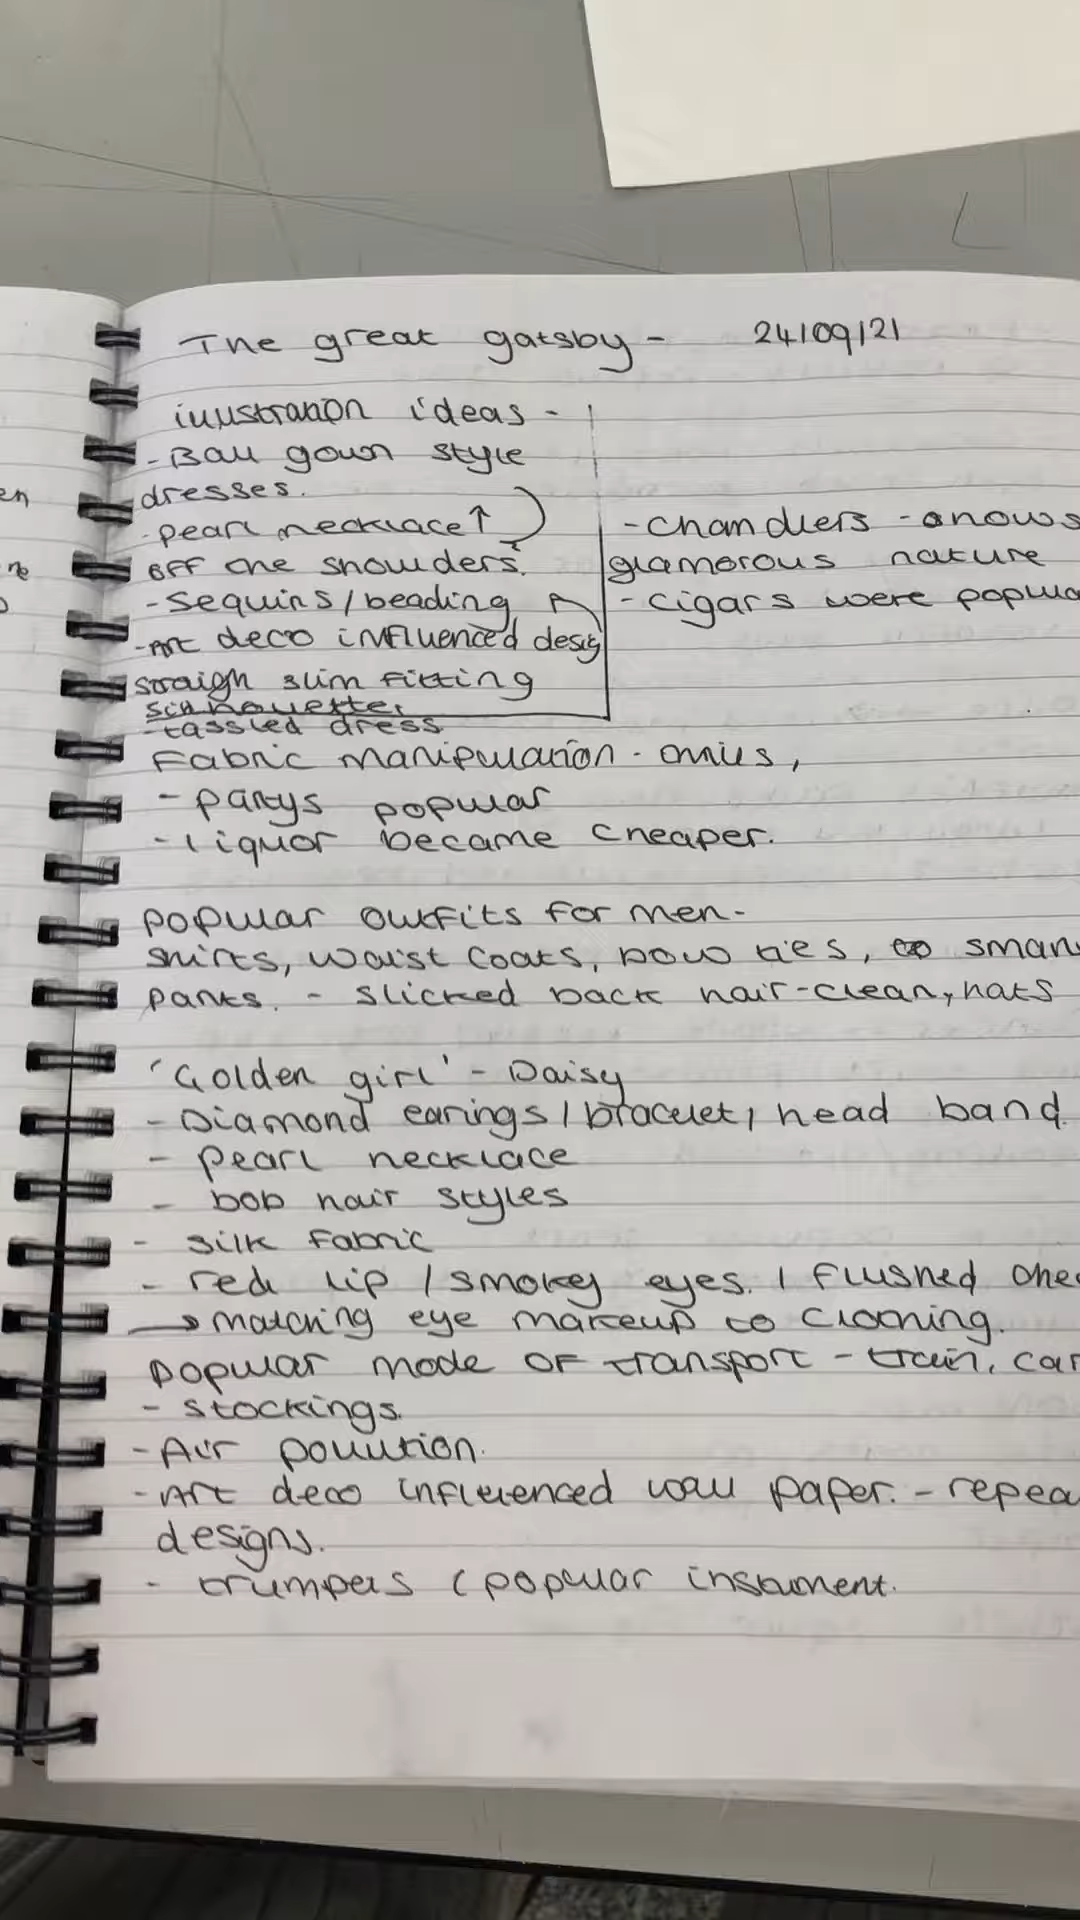 The great gatsby - 24/09/21
illustration ideas -
- Ball gown style
dresses.
- pearl necklace ↑
off the shoulders.
- Sequins / beading
- Art deco influenced desig
straigh slim fitting
silhouettes
- tassled dress
- chandliers - shows
glamorous nature
- cigars were popula
Fabric manipulation - frills,
- partys popular
- liquor became cheaper.
popular outfits for men -
shirts, waist coats, bow ties, smart
pants. - slicked back hair - clean, hats
'Golden girl' - Daisy
- Diamond earings / bracelet / head band.
- pearl necklace
- bob hair styles
- silk fabric
- red lip / smokey eyes. / flushed chee
→ matching eye makeup to clothing.
popular mode of transport - train, car
- stockings.
- Air pollution.
- Art deco influenced wall paper. - repea
designs.
- trumpets (popular instument.
en